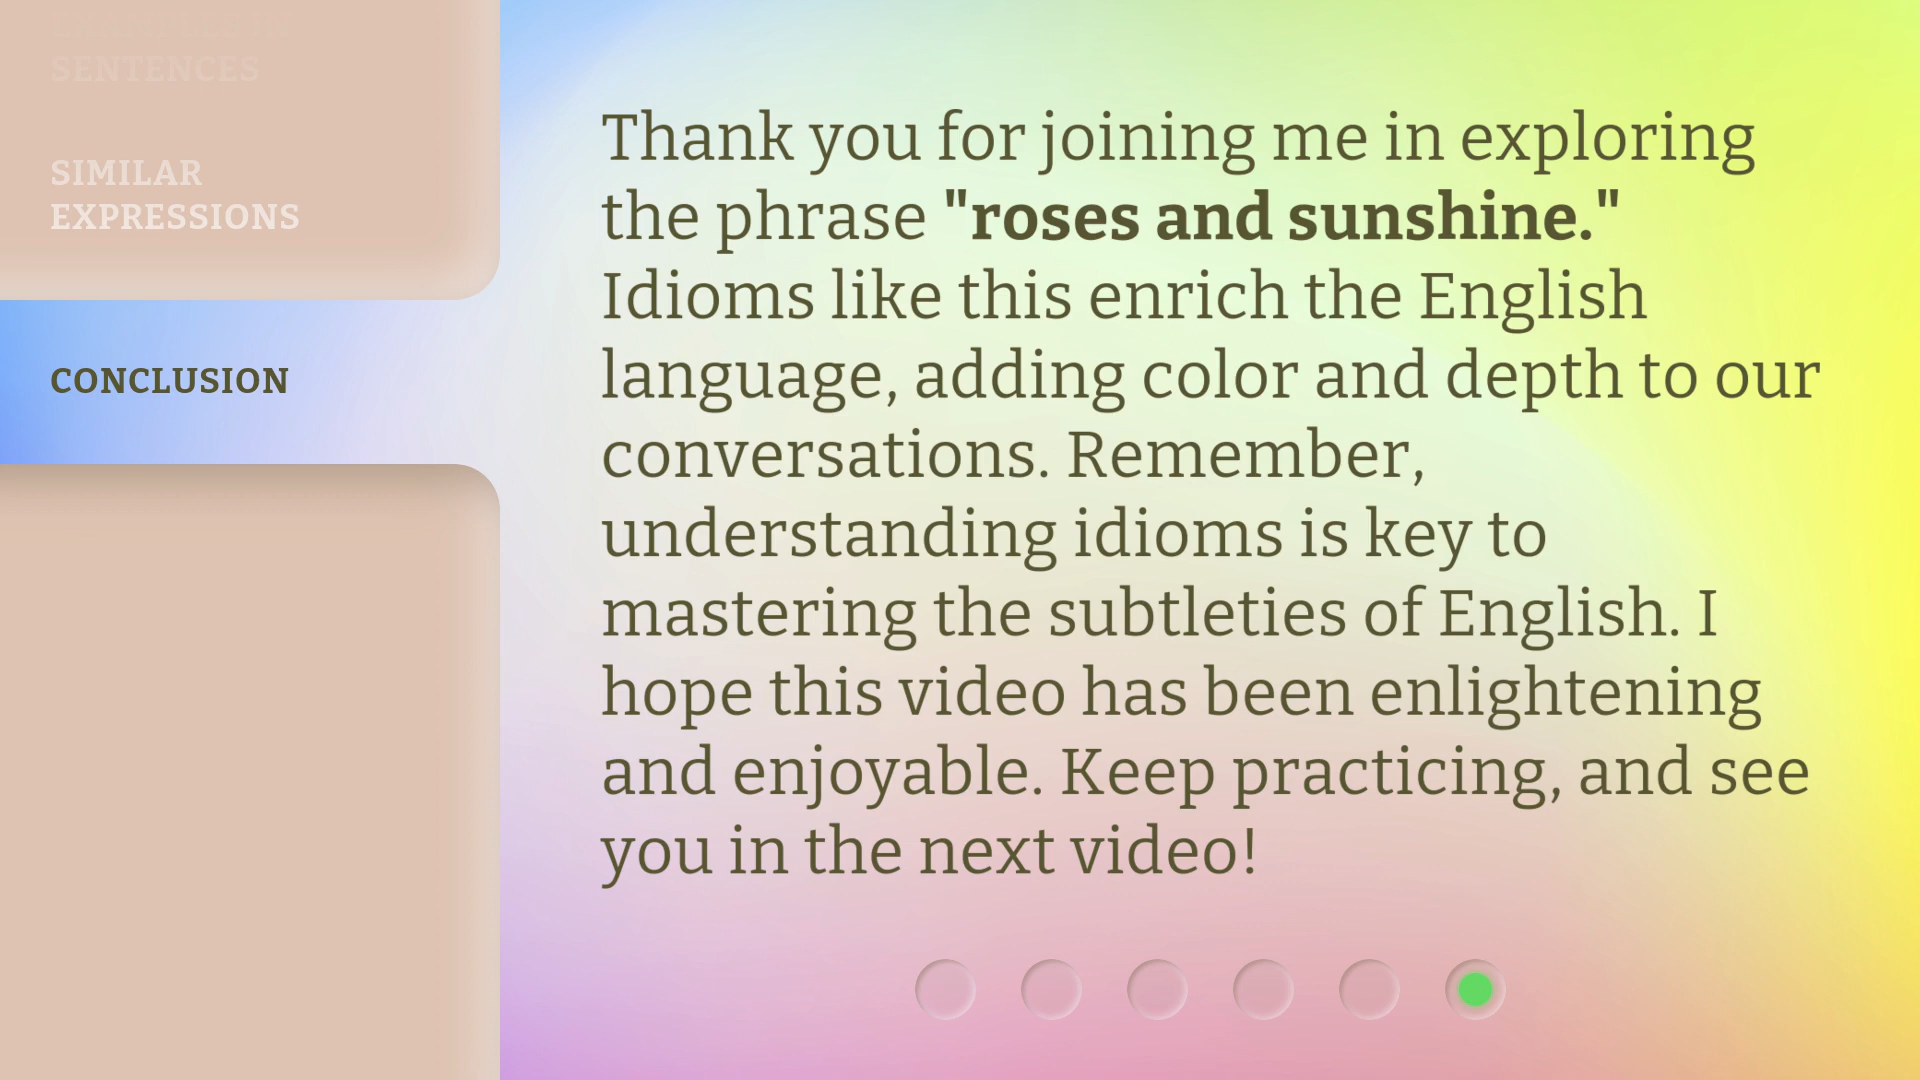 SENTENCES
SIMILAR
EXPRESSIONS
CONCLUSION
Thank you for joining me in exploring
the phrase "roses and sunshine."
Idioms like this enrich the English
language, adding color and depth to our
conversations. Remember,
understanding idioms is key to
mastering the subtleties of English. I
hope this video has been enlightening
and enjoyable. Keep practicing, and see
you in the next video!